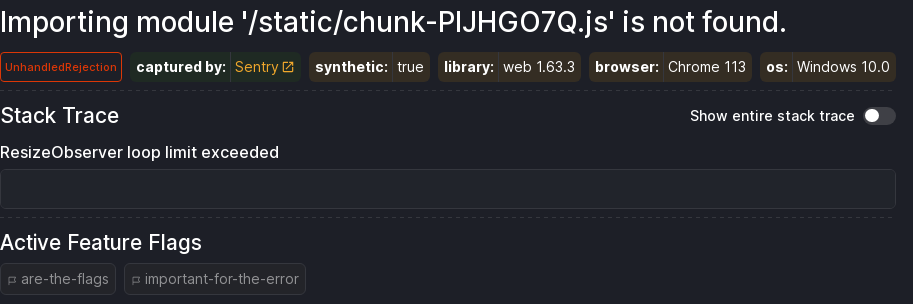 Importing module '/static/chunk-PIJHGO7Q.js' is not found.
UnhandledRejection captured by: Sentry synthetic: true library: web 1.63.3 browser: Chrome 113 os: Windows 10.0
Stack Trace Show entire stack trace
ResizeObserver loop limit exceeded
Active Feature Flags
are-the-flags important-for-the-error